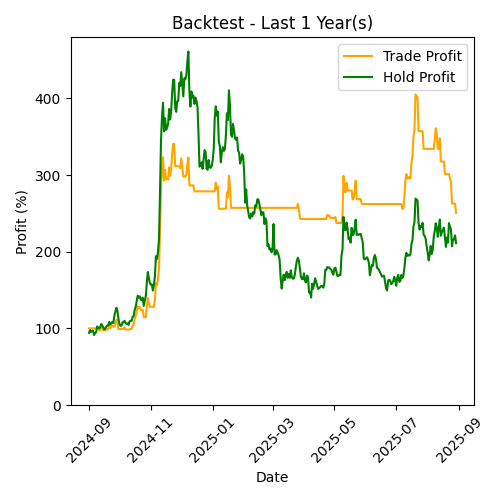 Backtest - Last 1 Year(s)
Trade Profit
Hold Profit
Profit (%)
400
300
200
100
0
2024-09
2024-11
2025-01
2025-03
2025-05
2025-07
2025-09
Date